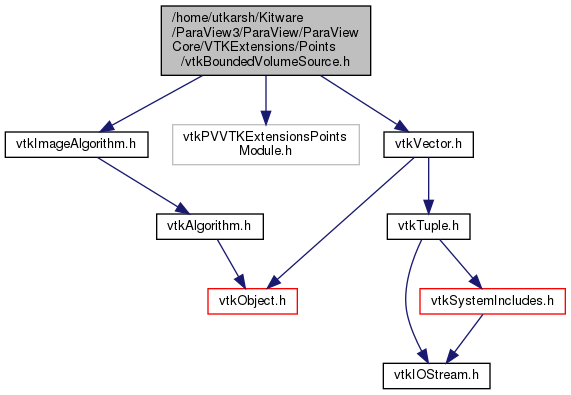 /home/utkarsh/Kitware
/ParaView3/ParaView/ParaView
Core/VTKExtensions/Points
/vtkBoundedVolumeSource.h
vtkImageAlgorithm.h
vtkPVVTKExtensionsPoints
Module.h
vtkVector.h
vtkAlgorithm.h
vtkTuple.h
vtkObject.h
vtkSystemIncludes.h
vtkIOStream.h